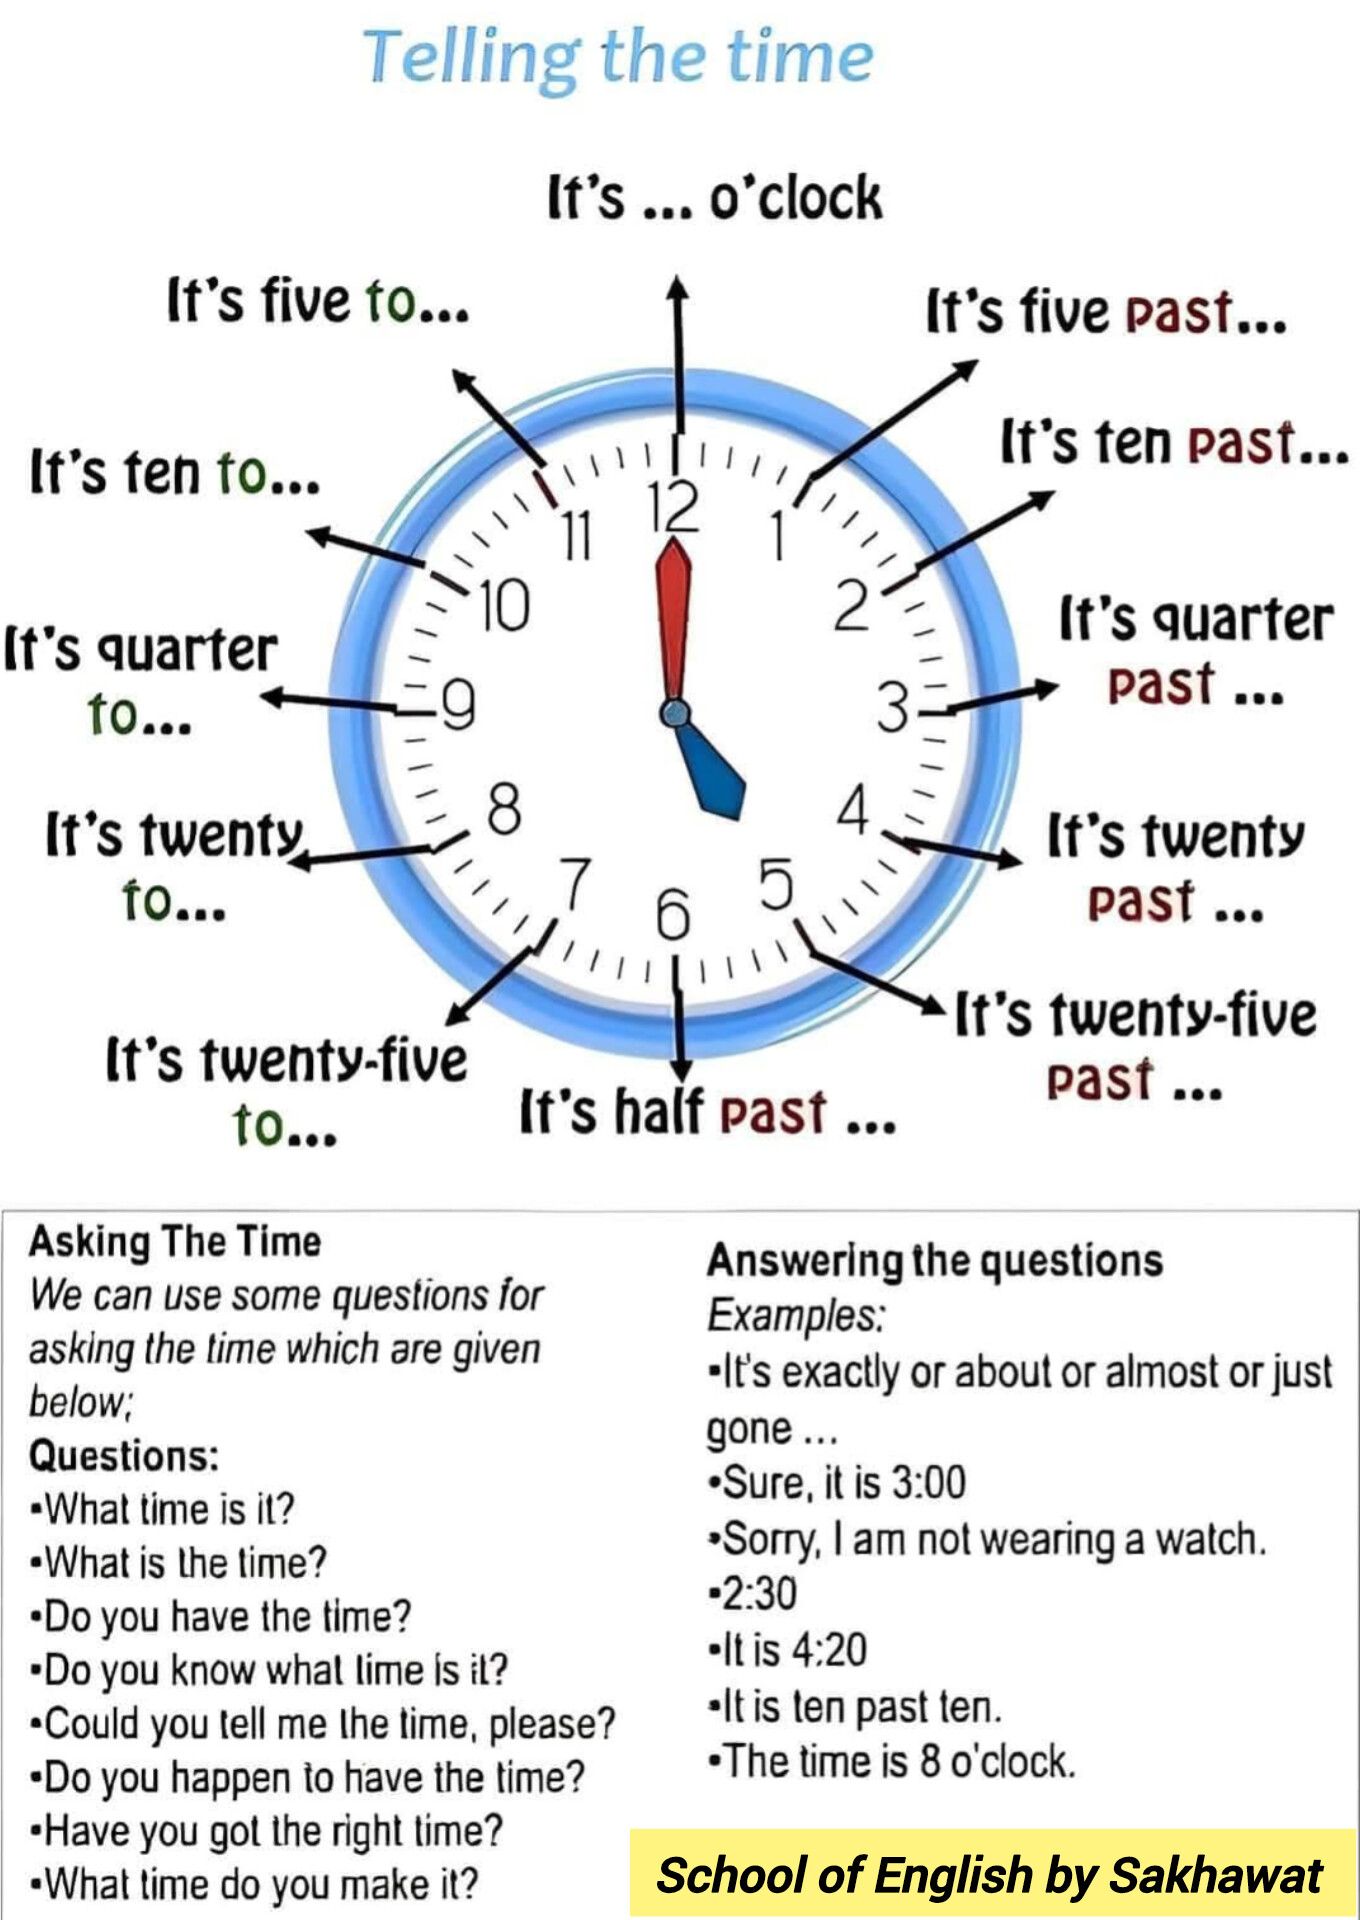 Telling the time
It's ... o'clock
It's five to...
It's five past...
It's ten to...
It's ten past...
It's quarter
to...
It's quarter
past ...
It's twenty
to...
It's twenty
past ...
It's twenty-five
to...
It's twenty-five
past ...
It's half past ...
12
1
2
3
4
5
6
7
8
9
10
11
Asking The Time
We can use some questions for
asking the time which are given
below;
Questions:
▪What time is it?
▪What is the time?
▪Do you have the time?
▪Do you know what time is it?
▪Could you tell me the time, please?
▪Do you happen to have the time?
▪Have you got the right time?
▪What time do you make it?
Answering the questions
Examples:
▪It's exactly or about or almost or just
gone ...
•Sure, it is 3:00
▪Sorry, I am not wearing a watch.
▪2:30
▪It is 4:20
▪It is ten past ten.
▪The time is 8 o'clock.
School of English by Sakhawat